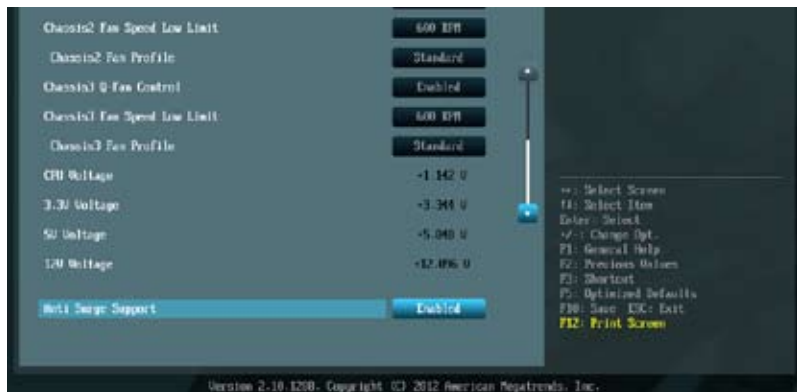 Chassis2 Fan Speed Low Limit 600 RPM
Chassis2 Fan Profile Standard
Chassis3 Q-Fan Control Enabled
Chassis3 Fan Speed Low Limit 600 RPM
Chassis3 Fan Profile Standard
CPU Voltage +1.142 V
3.3V Voltage +3.344 V
5V Voltage +5.040 V
12V Voltage +12.096 V
Anti Surge Support Enabled
→←: Select Screen
↑↓: Select Item
Enter: Select
+/-: Change Opt.
F1: General Help
F2: Previous Values
F3: Shortcut
F5: Optimized Defaults
F10: Save ESC: Exit
F12: Print Screen
Version 2.10.1208. Copyright (C) 2012 American Megatrends, Inc.